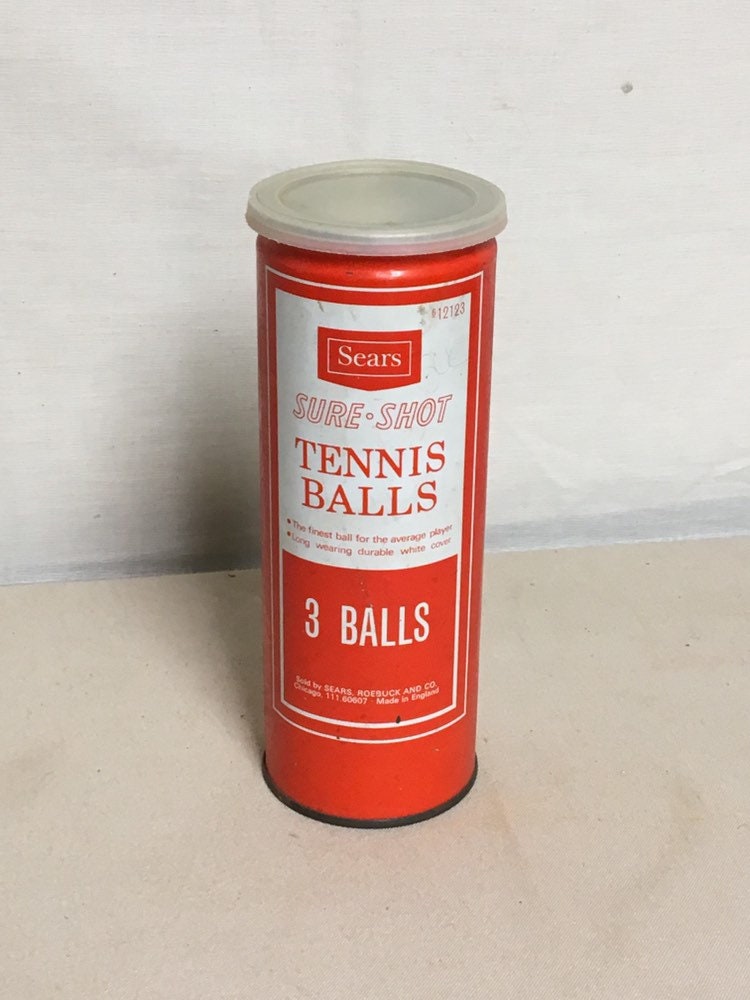 612123
Sears
SURE·SHOT
TENNIS
BALLS
• The finest ball for the average player
• Long wearing durable white cover
3 BALLS
Sold by SEARS, ROEBUCK AND CO.
Chicago, 111 60607 Made in England